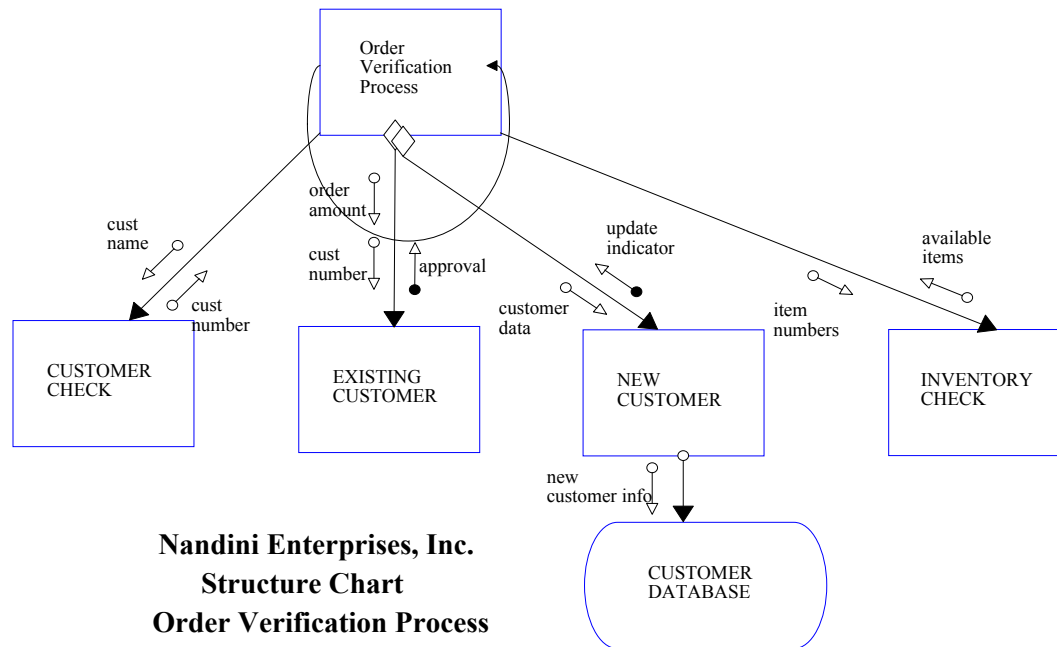 Order
Verification
Process
order
amount
cust
name
cust
number
cust
number
approval
update
indicator
customer
data
available
items
item
numbers
CUSTOMER
CHECK
EXISTING
CUSTOMER
NEW
CUSTOMER
INVENTORY
CHECK
new
customer info
CUSTOMER
DATABASE
Nandini Enterprises, Inc.
Structure Chart
Order Verification Process